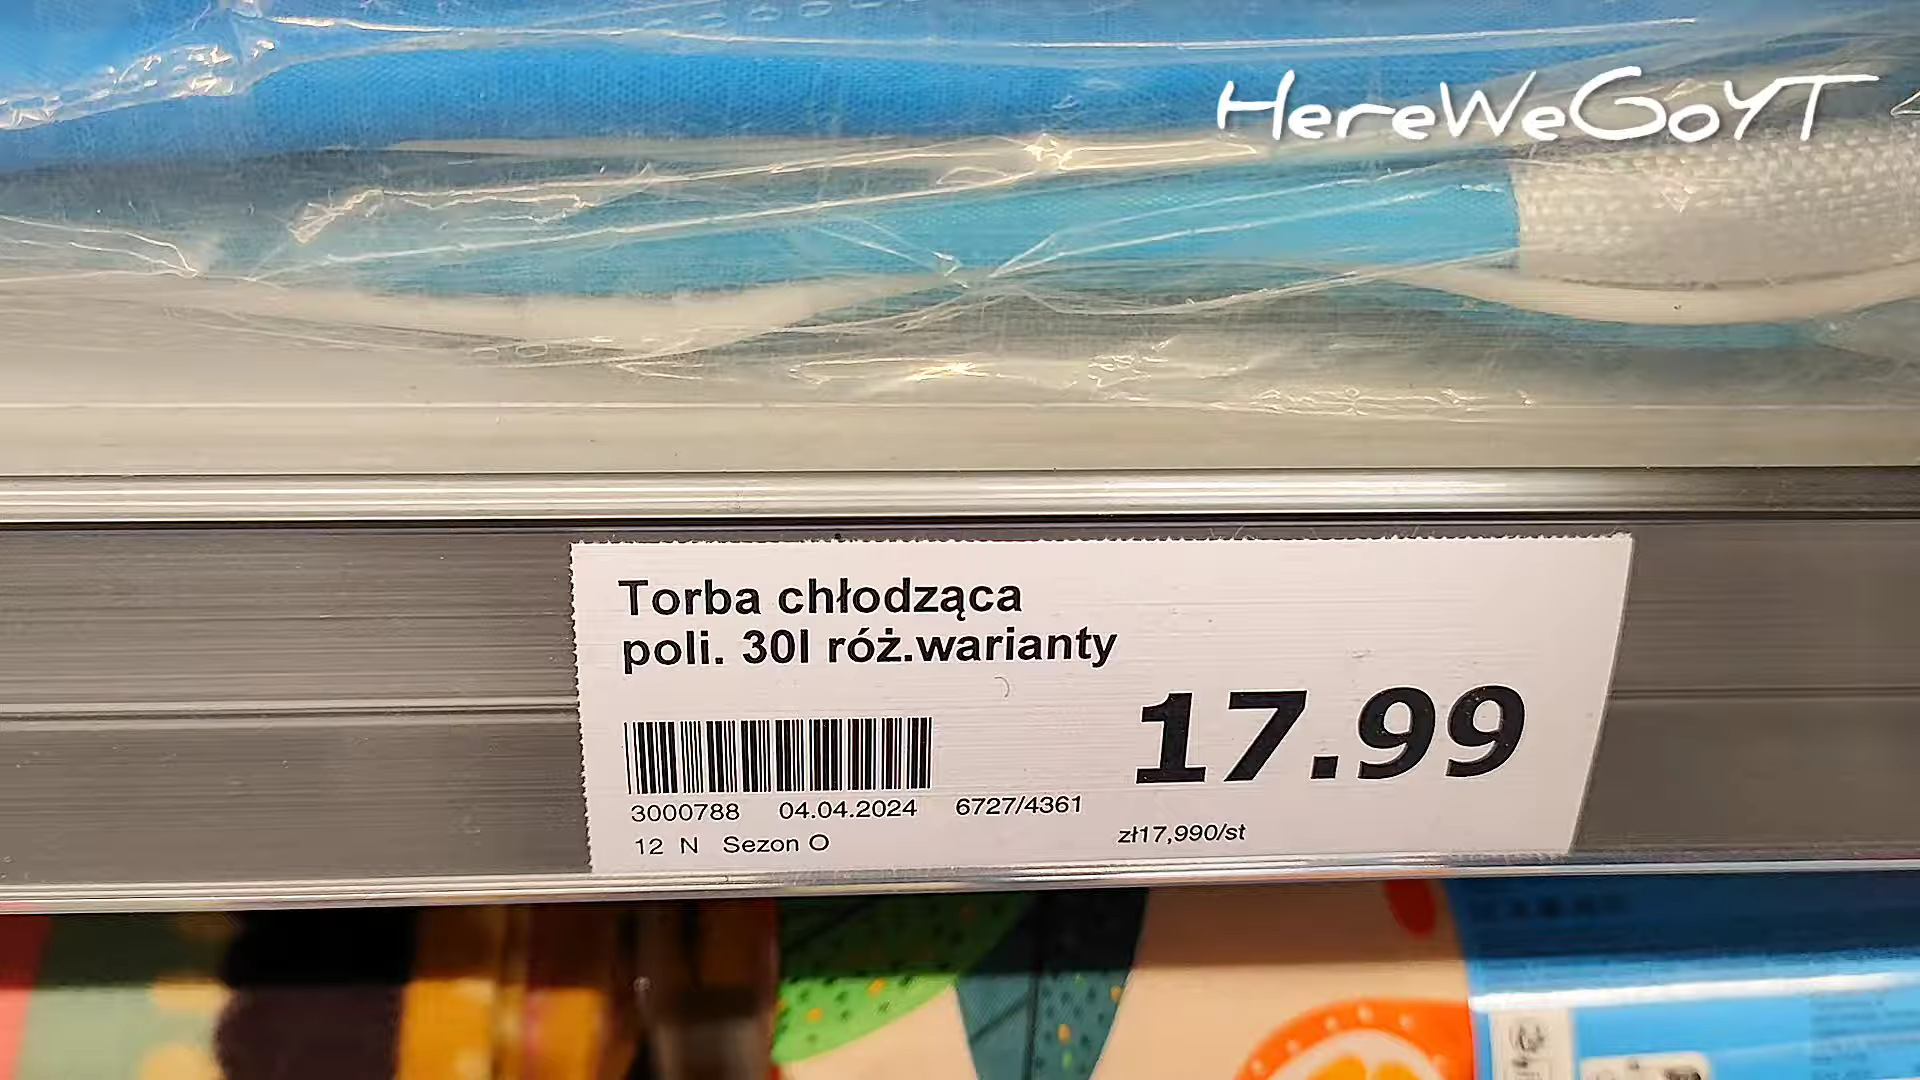 HereWeGoYT
Torba chłodząca
poli. 30l róż.warianty
17.99
3000788 04.04.2024 6727/4361
12 N Sezon O
zł17,990/st